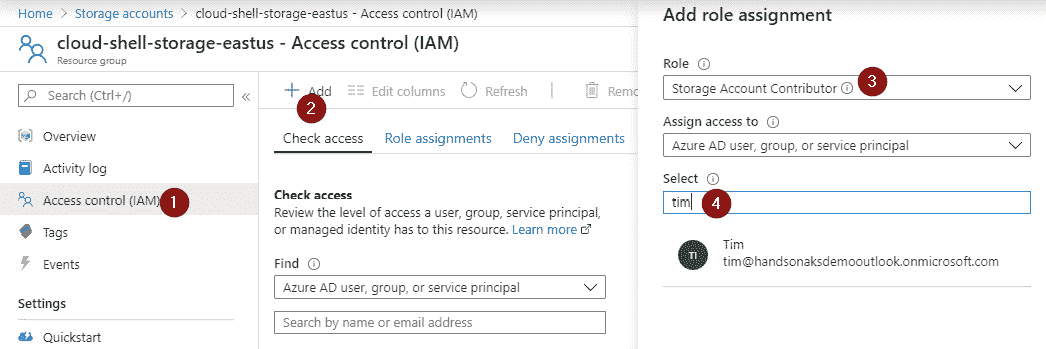 Home > Storage accounts > cloud-shell-storage-eastus - Access control (IAM)
cloud-shell-storage-eastus - Access control (IAM)
Resource group
Search (Ctrl+/)
«
Overview
Activity log
Access control (IAM)
1
Tags
Events
Settings
Quickstart
Add
Edit columns
Refresh
Remo
2
Check access
Role assignments
Deny assignments
Check access
Review the level of access a user, group, service principal,
or managed identity has to this resource. Learn more
Find
Azure AD user, group, or service principal
Search by name or email address
Add role assignment
Role
Storage Account Contributor
3
Assign access to
Azure AD user, group, or service principal
Select
tim
4
TI
Tim
tim@handsonaksdemooutlook.onmicrosoft.com